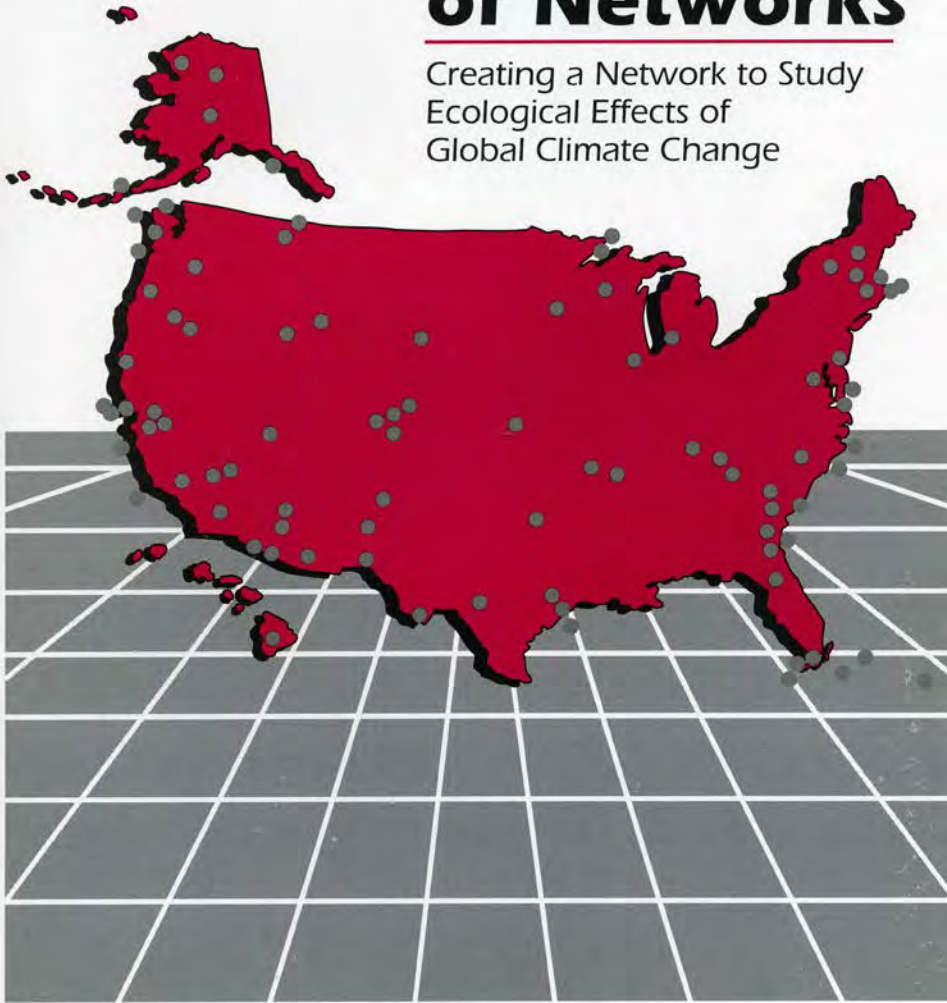 of Networks
Creating a Network to Study
Ecological Effects of
Global Climate Change